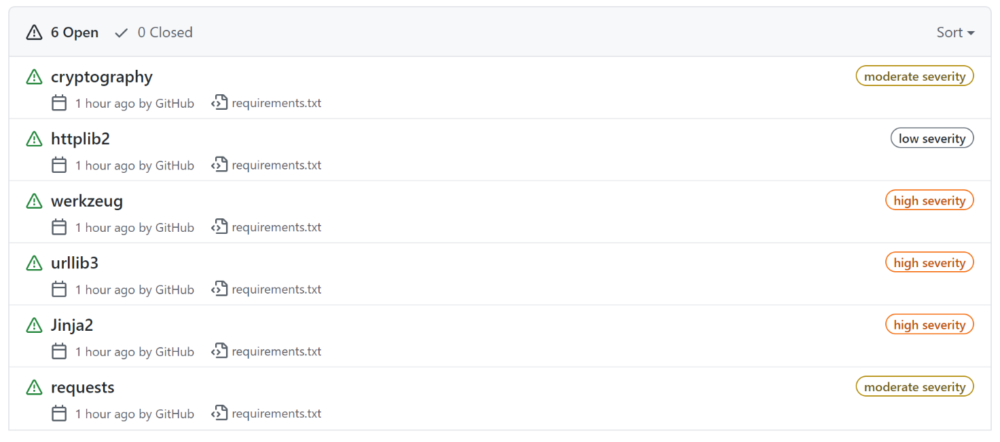 6 Open 0 Closed Sort
cryptography moderate severity
1 hour ago by GitHub requirements.txt
httplib2 low severity
1 hour ago by GitHub requirements.txt
werkzeug high severity
1 hour ago by GitHub requirements.txt
urllib3 high severity
1 hour ago by GitHub requirements.txt
Jinja2 high severity
1 hour ago by GitHub requirements.txt
requests moderate severity
1 hour ago by GitHub requirements.txt